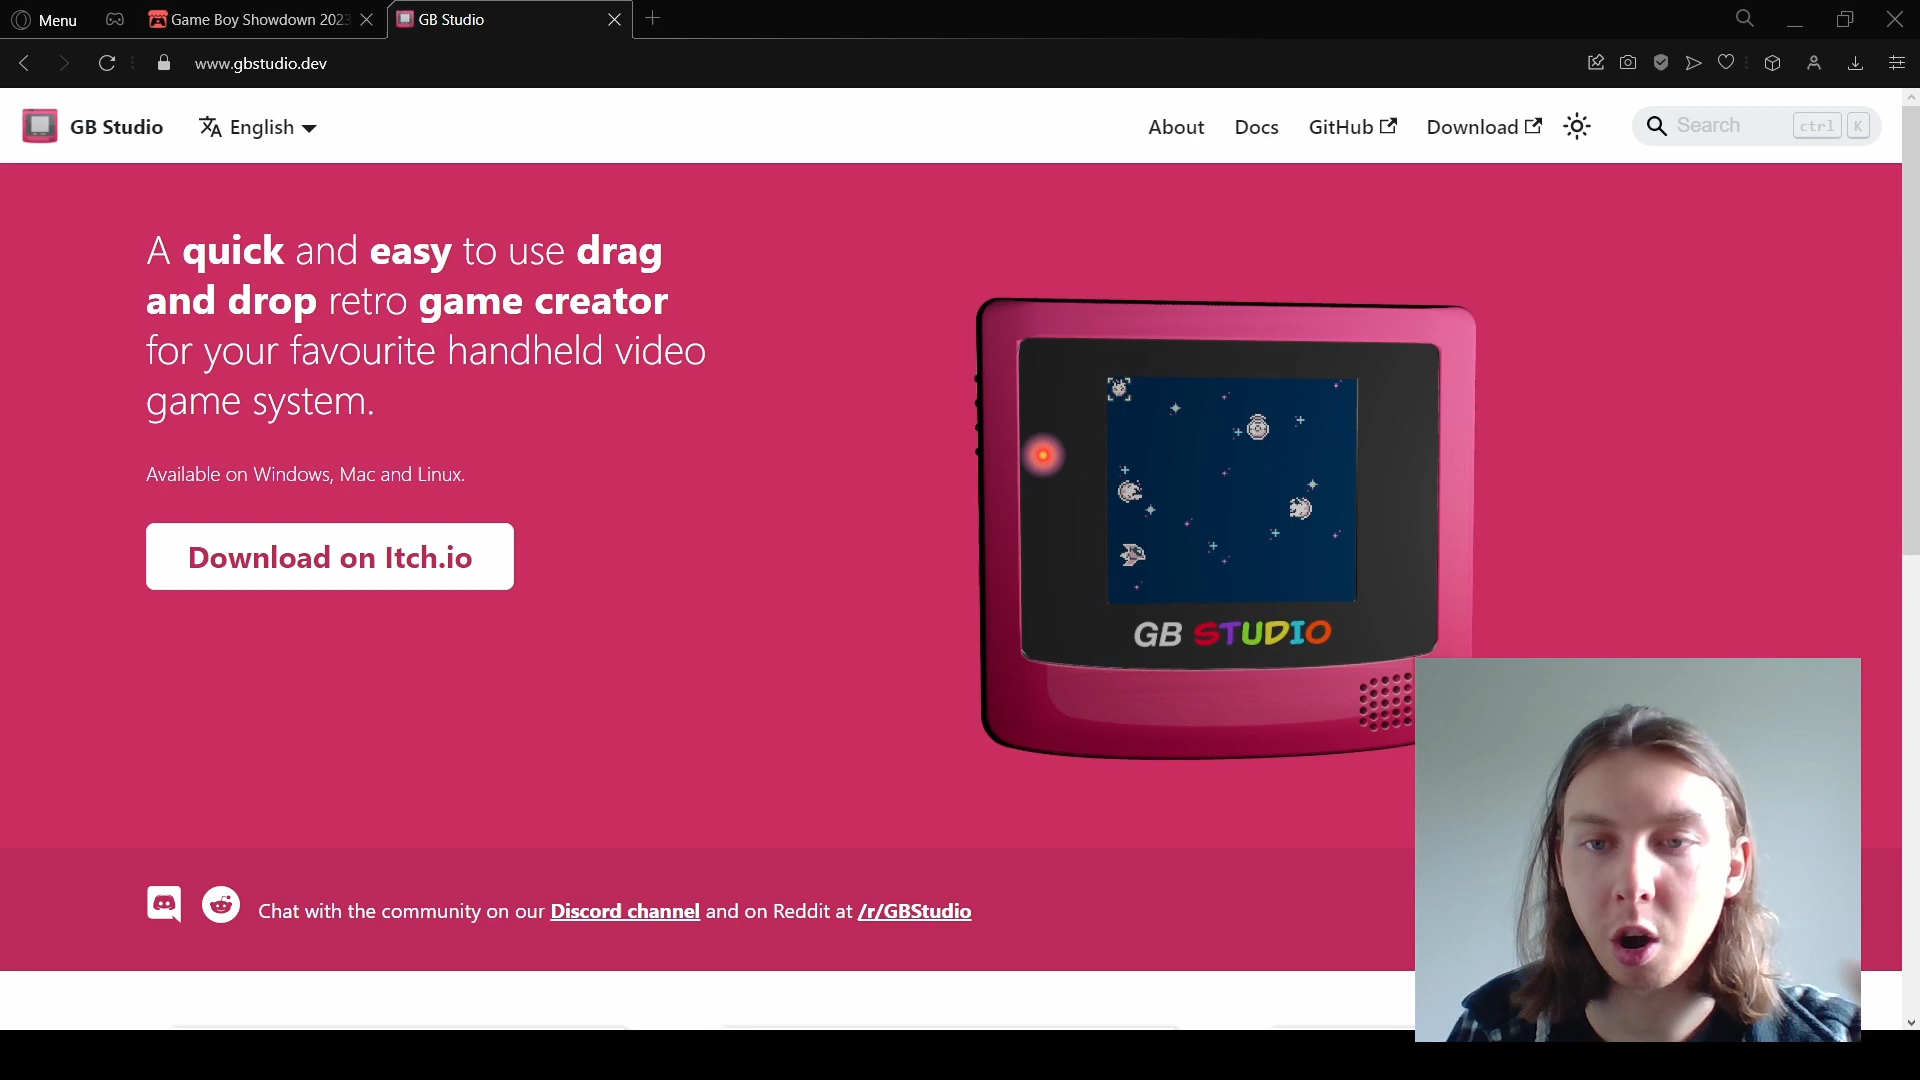 Menu
Game Boy Showdown 2023
GB Studio
www.gbstudio.dev
GB Studio
English
About
Docs
GitHub
Download
Search
ctrl
K
A quick and easy to use drag
and drop retro game creator
for your favourite handheld video
game system.
Available on Windows, Mac and Linux.
Download on Itch.io
GB STUDIO
Chat with the community on our Discord channel and on Reddit at /r/GBStudio